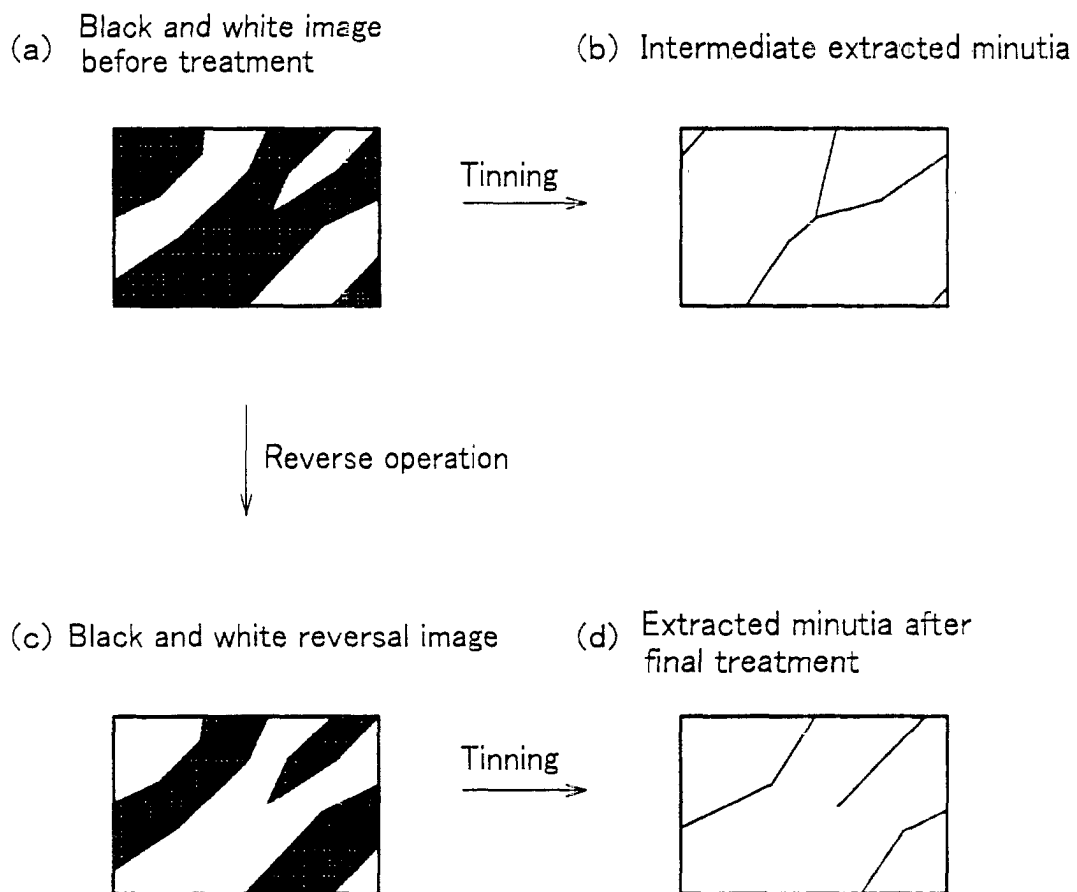 (a) Black and white image
before treatment
(b) Intermediate extracted minutia
Tinning
Reverse operation
(c) Black and white reversal image
(d) Extracted minutia after
final treatment
Tinning